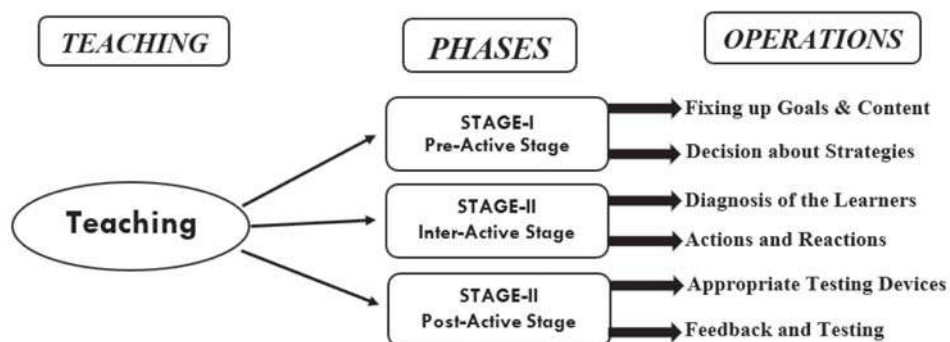 TEACHING
PHASES
OPERATIONS
STAGE-I
Pre-Active Stage
Fixing up Goals & Content
Decision about Strategies
Teaching
STAGE-II
Inter-Active Stage
Diagnosis of the Learners
Actions and Reactions
STAGE-II
Post-Active Stage
Appropriate Testing Devices
Feedback and Testing